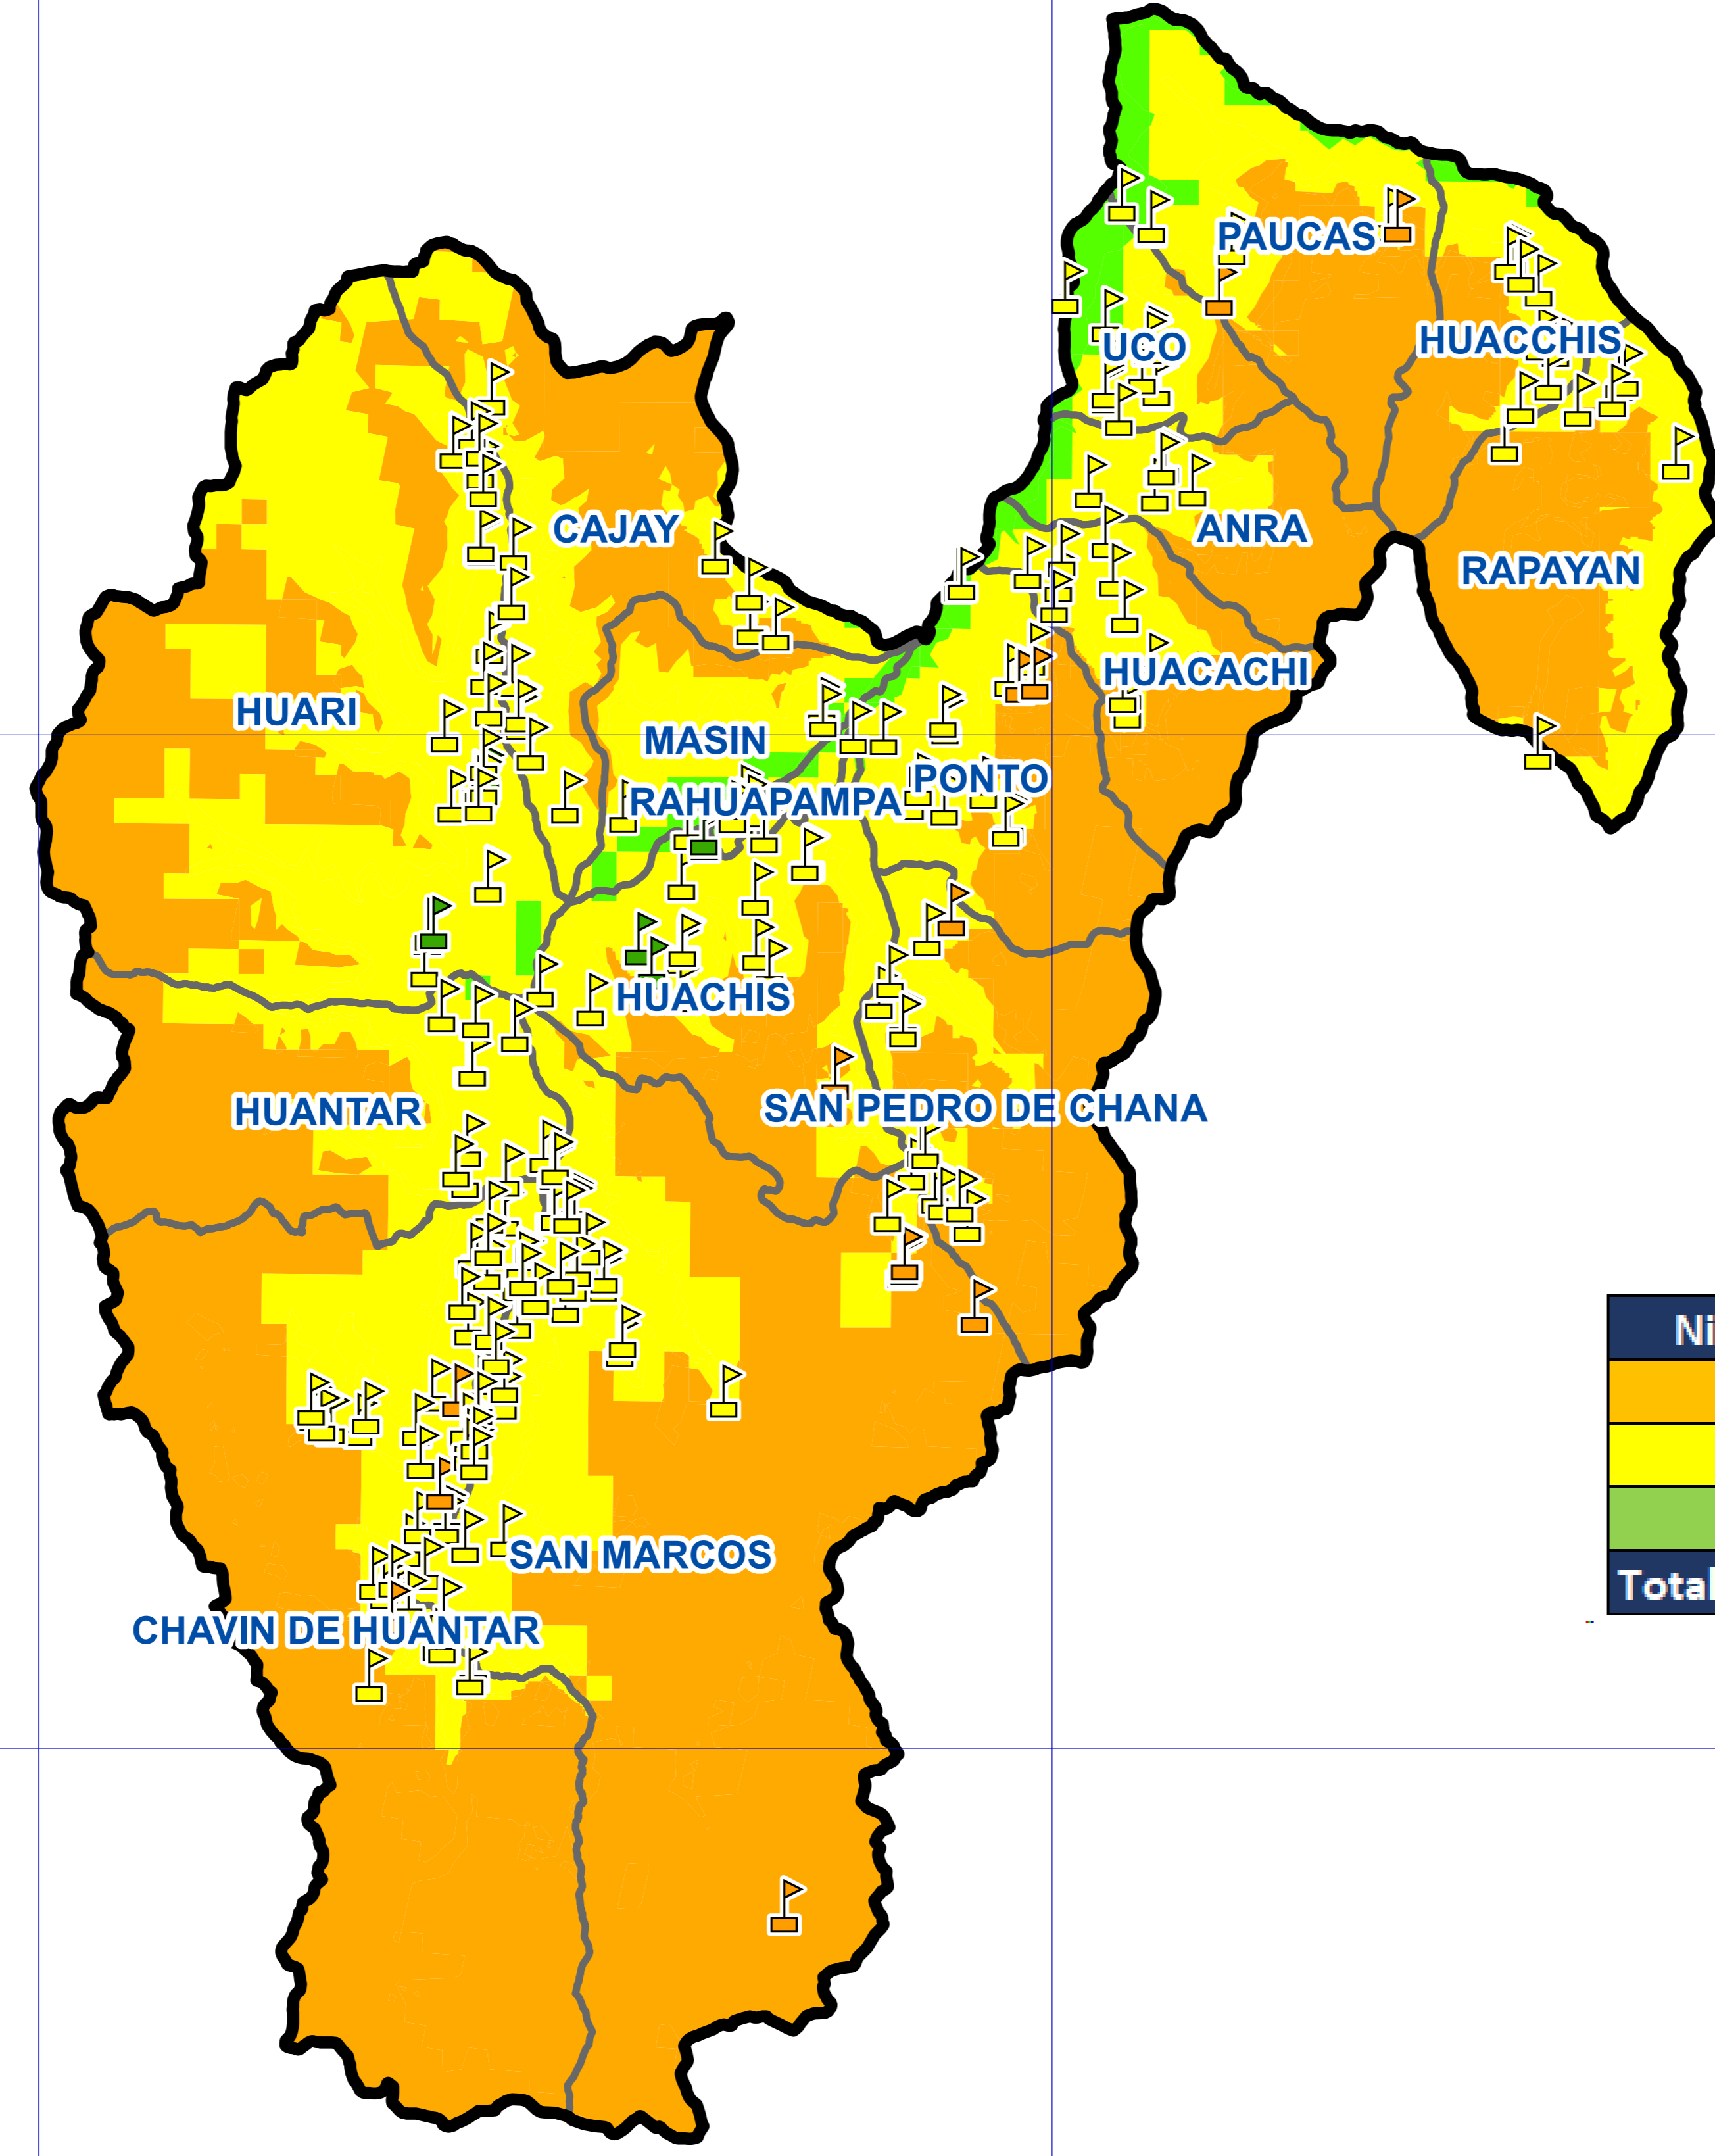 PAUCAS
HUACCHIS
UCO
CAJAY
ANRA
RAPAYAN
HUACACHI
HUARI
MASIN
PONTO
RAHUAPAMPA
HUACHIS
HUANTAR
SAN PEDRO DE CHANA
Ni
SAN MARCOS
Total
CHAVIN DE HUANTAR